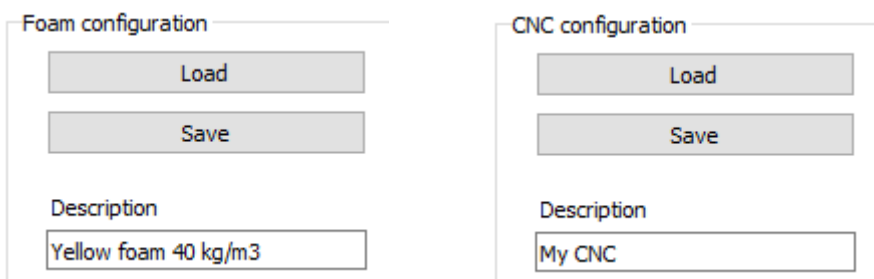 Foam configuration
Load
Save
Description
Yellow foam 40 kg/m3
CNC configuration
Load
Save
Description
My CNC